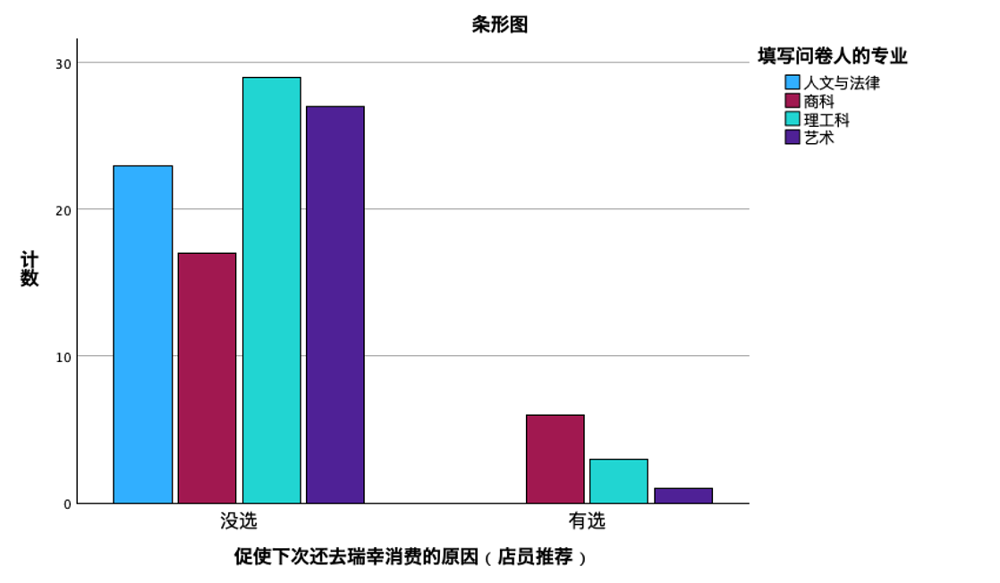 条形图
填写问卷人的专业
人文与法律
商科
理工科
艺术
30
20
10
0
计数
没选
有选
促使下次还去瑞幸消费的原因（店员推荐）